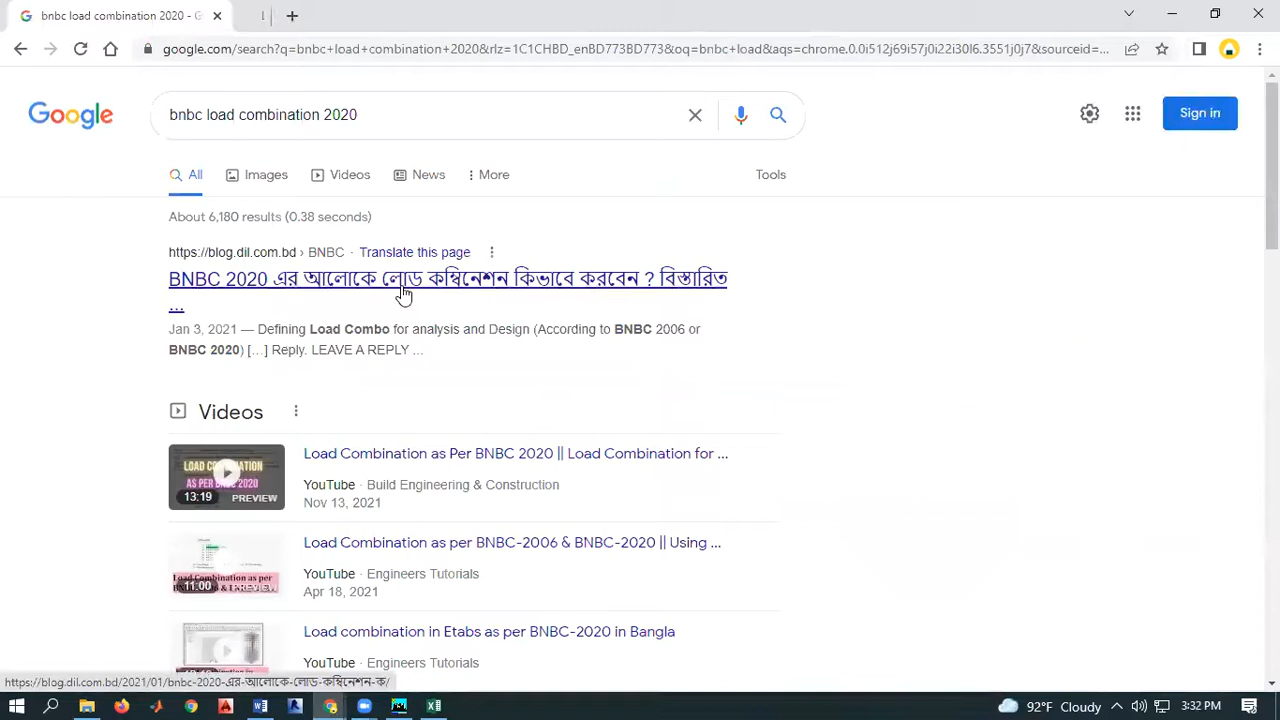 bnbc load combination 2020 - G
google.com/search?q=bnbc+load+combination+2020&rlz=1C1CHBD_enBD773BD773&oq=bnbc+load&aqs=chrome.0.0i512j69i57j0i22i30l6.3551j0j7&sourceid=...
Google
bnbc load combination 2020
Sign in
All Images Videos News More Tools
About 6,180 results (0.38 seconds)
https://blog.dil.com.bd › BNBC · Translate this page
BNBC 2020 এর আলোকে লোড কম্বিনেশন কিভাবে করবেন ? বিস্তারিত
...
Jan 3, 2021 — Defining Load Combo for analysis and Design (According to BNBC 2006 or
BNBC 2020) [...] Reply. LEAVE A REPLY ...
Videos
LOAD COMBINATION
AS PER BNBC 2020
13:19 PREVIEW
Load Combination as Per BNBC 2020 || Load Combination for ...
YouTube · Build Engineering & Construction
Nov 13, 2021
Load Combination as per
11:00 PREVIEW
Load Combination as per BNBC-2006 & BNBC-2020 || Using ...
YouTube · Engineers Tutorials
Apr 18, 2021
Load combination in Etabs as per BNBC-2020 in Bangla
YouTube · Engineers Tutorials
https://blog.dil.com.bd/2021/01/bnbc-2020-এর-আলোকে-লোড-কম্বিনেশন-ক/
92°F Cloudy 3:32 PM